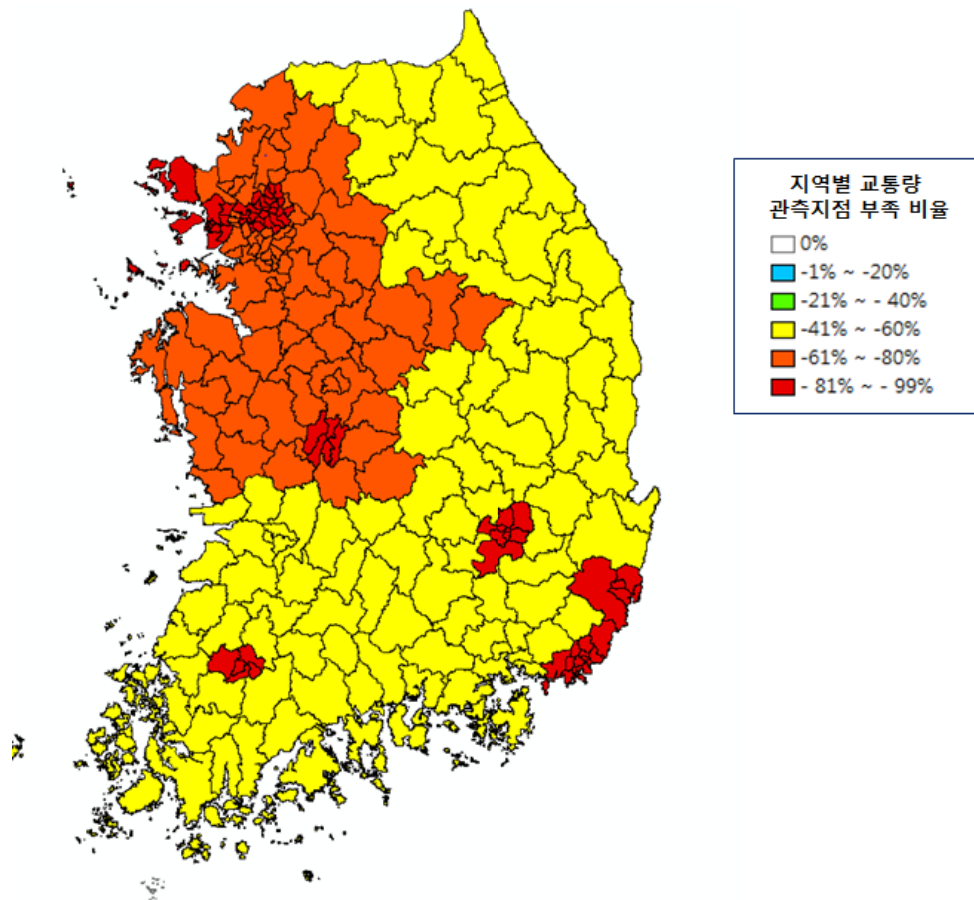 지역별 교통량
관측지점 부족 비율
0%
-1% ~ -20%
-21% ~ - 40%
-41% ~ -60%
-61% ~ -80%
- 81% ~ - 99%